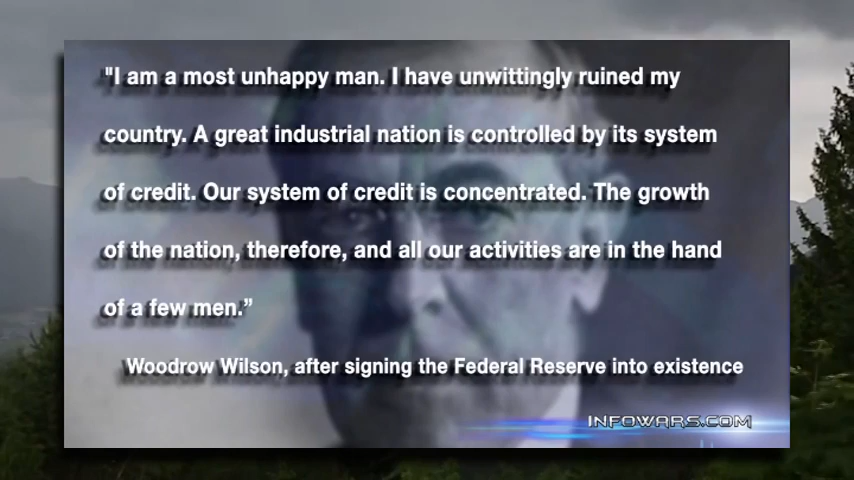 "I am a most unhappy man. I have unwittingly ruined my
country. A great industrial nation is controlled by its system
of credit. Our system of credit is concentrated. The growth
of the nation, therefore, and all our activities are in the hand
of a few men.”
Woodrow Wilson, after signing the Federal Reserve into existence
INFOWARS.COM